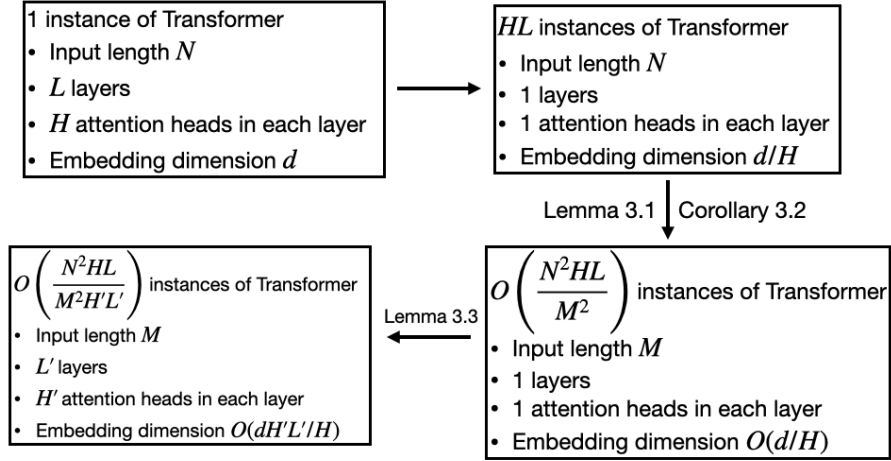 1 instance of Transformer
• Input length N
• L layers
• H attention heads in each layer
• Embedding dimension d
HL instances of Transformer
• Input length N
• 1 layers
• 1 attention heads in each layer
• Embedding dimension d/H
Lemma 3.1 Corollary 3.2
O(N²HL/M²) instances of Transformer
• Input length M
• 1 layers
• 1 attention heads in each layer
• Embedding dimension O(d/H)
Lemma 3.3
O(N²HL/M²H′L′) instances of Transformer
• Input length M
• L′ layers
• H′ attention heads in each layer
• Embedding dimension O(dH′L′/H)